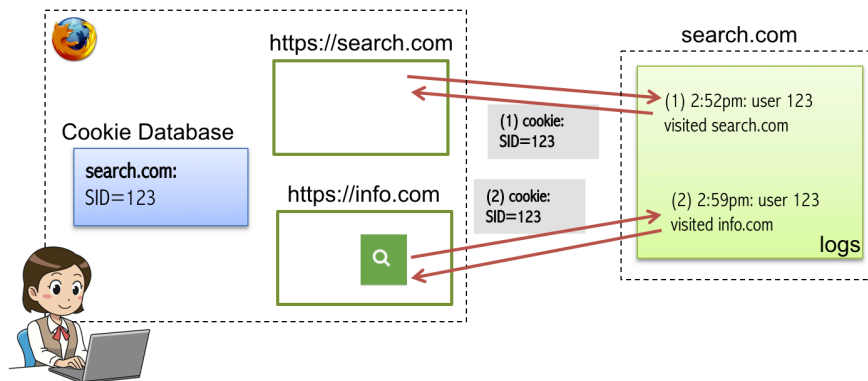 search.com
https://search.com
(1) 2:52pm: user 123
visited search.com
(1) cookie:
SID=123
Cookie Database
search.com:
SID=123
https://info.com
(2) cookie:
SID=123
(2) 2:59pm: user 123
visited info.com
logs